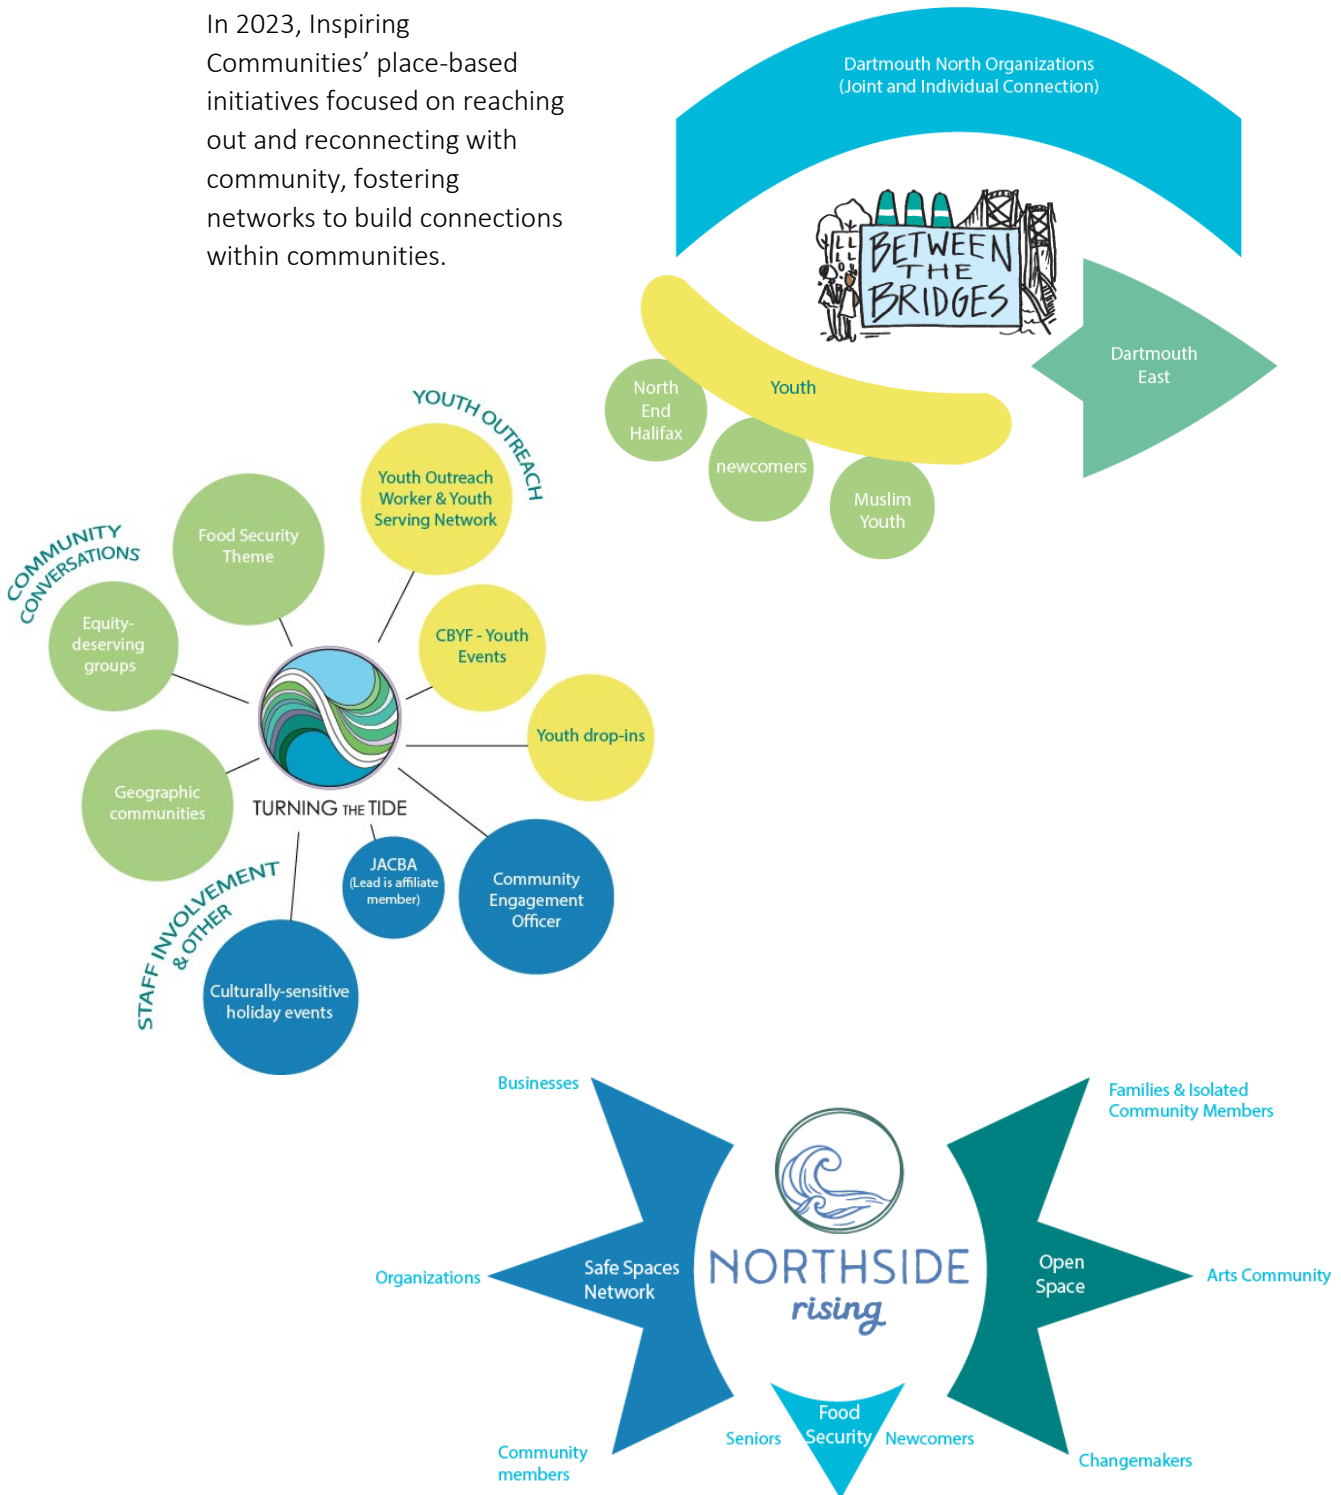 In 2023, Inspiring
Communities’ place-based
initiatives focused on reaching
out and reconnecting with
community, fostering
networks to build connections
within communities.
Dartmouth North Organizations
(Joint and Individual Connection)
BETWEEN
THE
BRIDGES
Dartmouth
East
Youth
North
End
Halifax
newcomers
Muslim
Youth
YOUTH OUTREACH
Youth Outreach
Worker & Youth
Serving Network
CBYF - Youth
Events
Youth drop-ins
COMMUNITY
CONVERSATIONS
Food Security
Theme
Equity-
deserving
groups
Geographic
communities
TURNING THE TIDE
STAFF INVOLVEMENT
& OTHER
JACBA
(Lead is affiliate
member)
Community
Engagement
Officer
Culturally-sensitive
holiday events
Businesses
Organizations
Community
members
Safe Spaces
Network
NORTHSIDE
rising
Open
Space
Families & Isolated
Community Members
Arts Community
Changemakers
Food
Security
Seniors
Newcomers